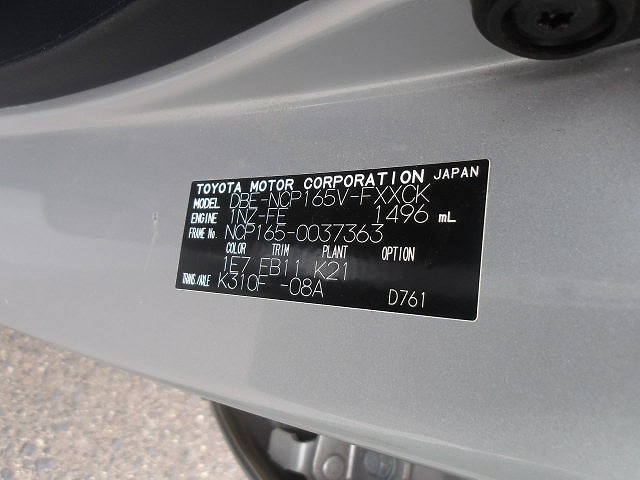 TOYOTA MOTOR CORPORATION JAPAN
MODEL DBE-NCP165V-FXXCK
ENGINE 1NZ-FE 1496 mL
FRAME No. NCP165-0037363
COLOR TRIM PLANT OPTION
1E7 FB11 K21
TRANS./AXLE K310F -08A
D761